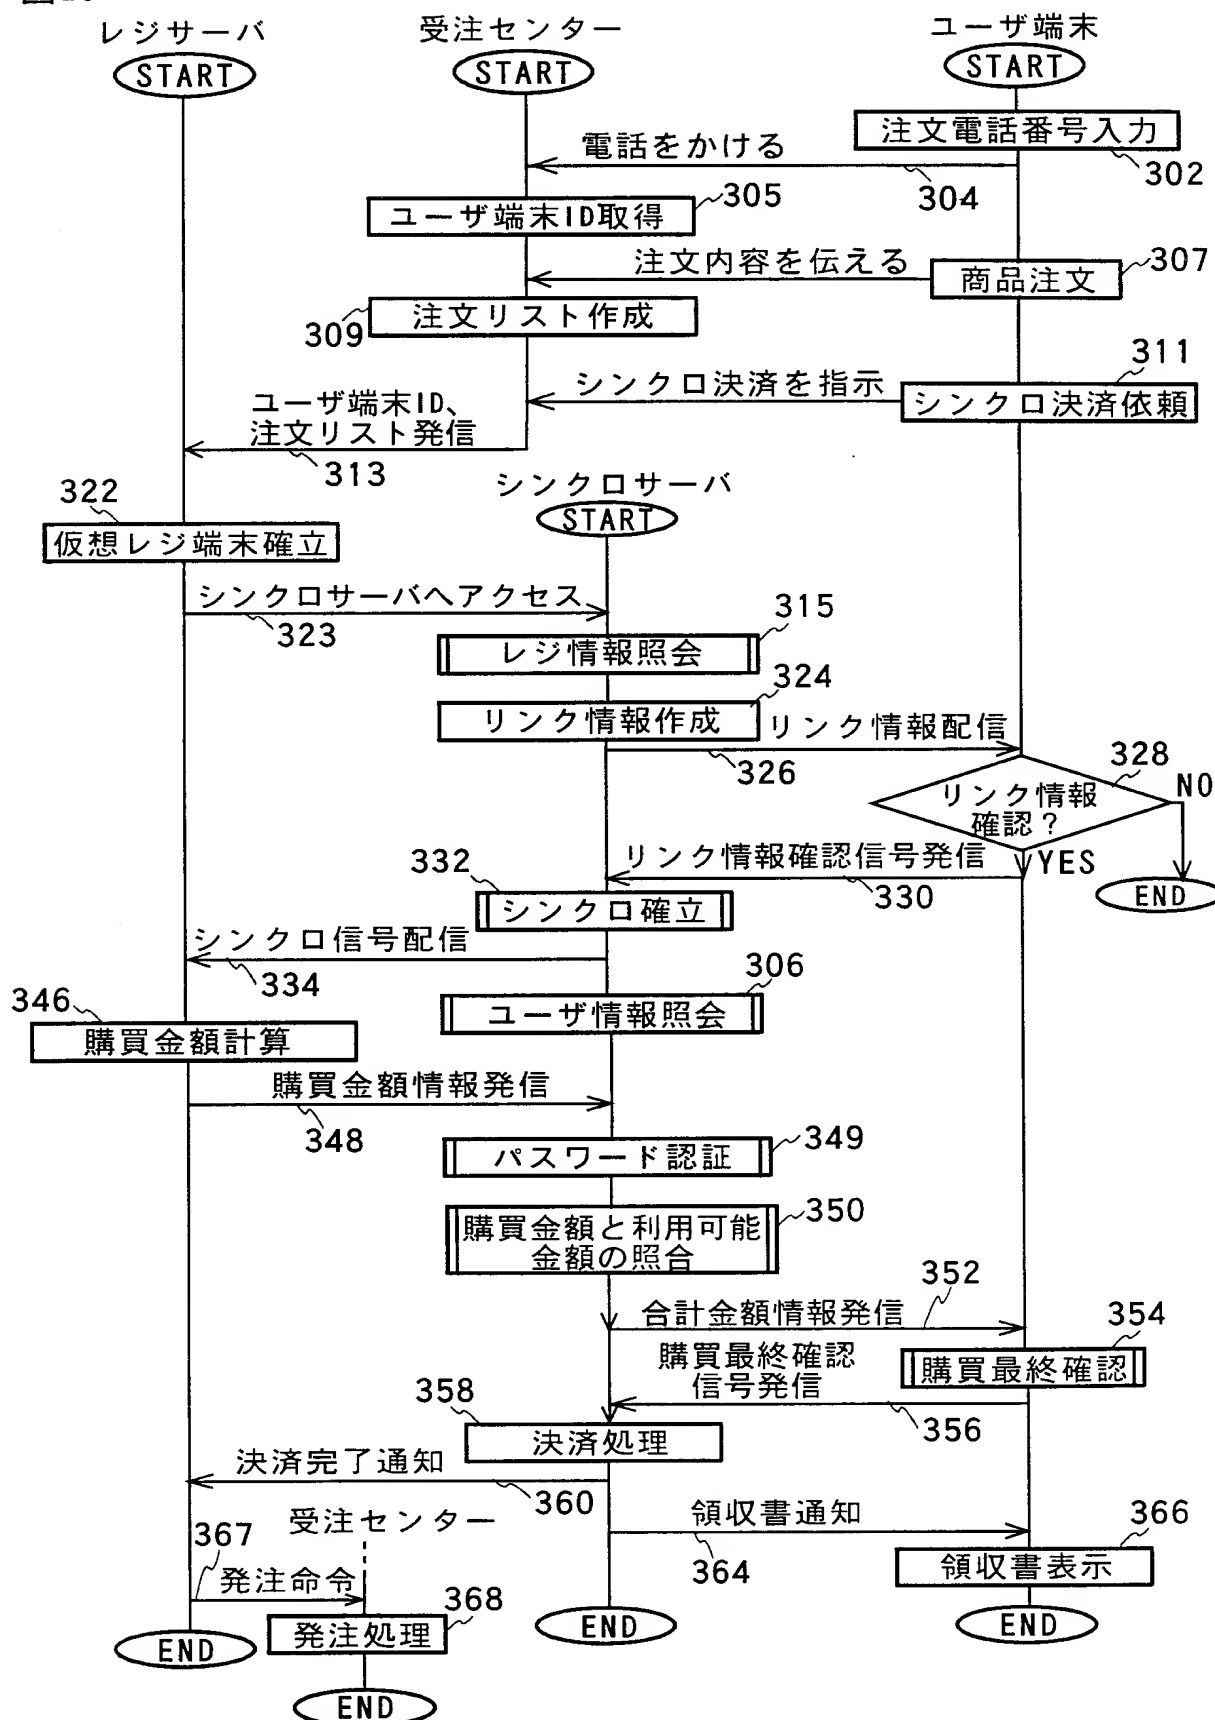 レジサーバ
受注センター
ユーザ端末
START
START
START
注文電話番号入力
302
電話をかける
304
305
ユーザ端末ID取得
注文内容を伝える
307
商品注文
309
注文リスト作成
311
シンクロ決済を指示
シンクロ決済依頼
ユーザ端末ID、
注文リスト発信
313
シンクロサーバ
START
322
仮想レジ端末確立
シンクロサーバへアクセス
323
315
レジ情報照会
324
リンク情報作成
リンク情報配信
326
328
リンク情報
確認?
NO
YES
END
リンク情報確認信号発信
330
332
シンクロ確立
シンクロ信号配信
334
306
ユーザ情報照会
346
購買金額計算
購買金額情報発信
348
349
パスワード認証
350
購買金額と利用可能
金額の照合
352
合計金額情報発信
354
購買最終確認
購買最終確認
信号発信
356
358
決済処理
決済完了通知
360
領収書通知
364
366
領収書表示
受注センター
367
発注命令
368
発注処理
END
END
END
END